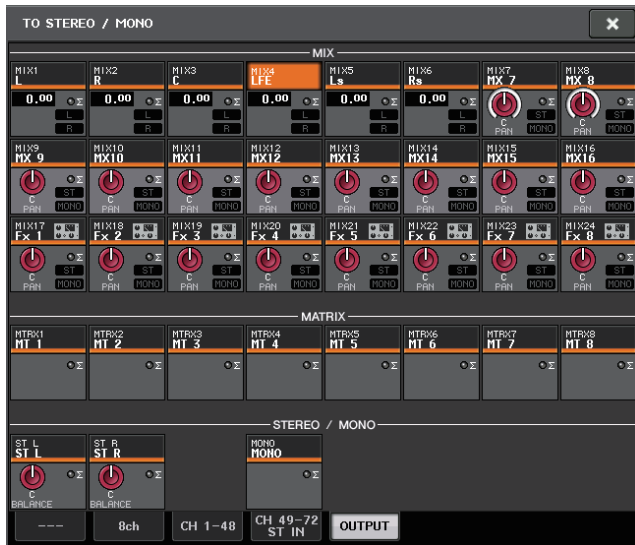 TO STEREO / MONO ×
MIX
MIX1 MIX2 MIX3 MIX4 MIX5 MIX6 MIX7 MIX8
L R C LFE Ls Rs MX 7 MX 8
0.00 Σ 0.00 Σ 0.00 Σ 0.00 Σ 0.00 Σ 0.00 Σ Σ Σ
L L L L L L ST ST
R R R R R R C PAN MONO C PAN MONO
MIX9 MIX10 MIX11 MIX12 MIX13 MIX14 MIX15 MIX16
MX 9 MX10 MX11 MX12 MX13 MX14 MX15 MX16
Σ Σ Σ Σ Σ Σ Σ Σ
ST ST ST ST ST ST ST ST
C PAN MONO C PAN MONO C PAN MONO C PAN MONO C PAN MONO C PAN MONO C PAN MONO C PAN MONO
MIX17 MIX18 MIX19 MIX20 MIX21 MIX22 MIX23 MIX24
Fx 1 Fx 2 Fx 3 Fx 4 Fx 5 Fx 6 Fx 7 Fx 8
Σ Σ Σ Σ Σ Σ Σ Σ
ST ST ST ST ST ST ST ST
C PAN MONO C PAN MONO C PAN MONO C PAN MONO C PAN MONO C PAN MONO C PAN MONO C PAN MONO
MATRIX
MTRX1 MTRX2 MTRX3 MTRX4 MTRX5 MTRX6 MTRX7 MTRX8
MT 1 MT 2 MT 3 MT 4 MT 5 MT 6 MT 7 MT 8
Σ Σ Σ Σ Σ Σ Σ Σ
STEREO / MONO
ST L ST R MONO
ST L ST R MONO
Σ Σ Σ
C C
BALANCE BALANCE
--- 8ch CH 1-48 CH 49-72 OUTPUT
ST IN